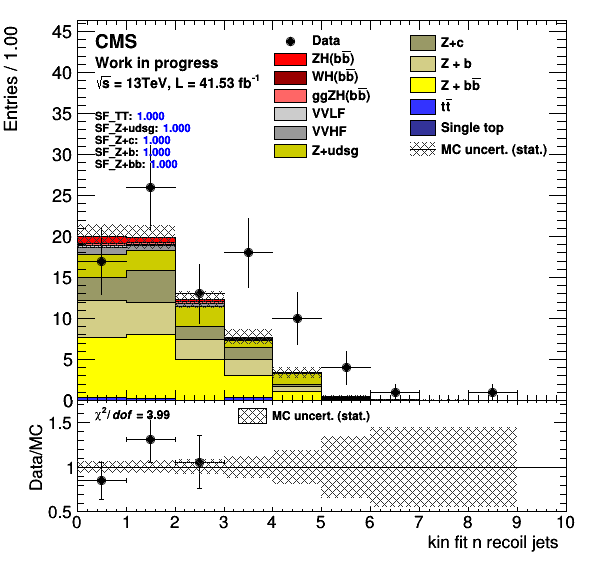 Entries / 1.00
45
40
35
30
25
20
15
10
5
0
CMS
Work in progress
√s = 13TeV, L = 41.53 fb⁻¹
SF_TT: 1.000
SF_Z+udsg: 1.000
SF_Z+c: 1.000
SF_Z+b: 1.000
SF_Z+bb: 1.000
Data
ZH(bb̅)
WH(bb̅)
ggZH(bb̅)
VVLF
VVHF
Z+udsg
Z+c
Z + b
Z + bb̅
tt̅
Single top
MC uncert. (stat.)
Data/MC
1.5
1
0.5
χ²/dof = 3.99
MC uncert. (stat.)
0 1 2 3 4 5 6 7 8 9 10
kin fit n recoil jets